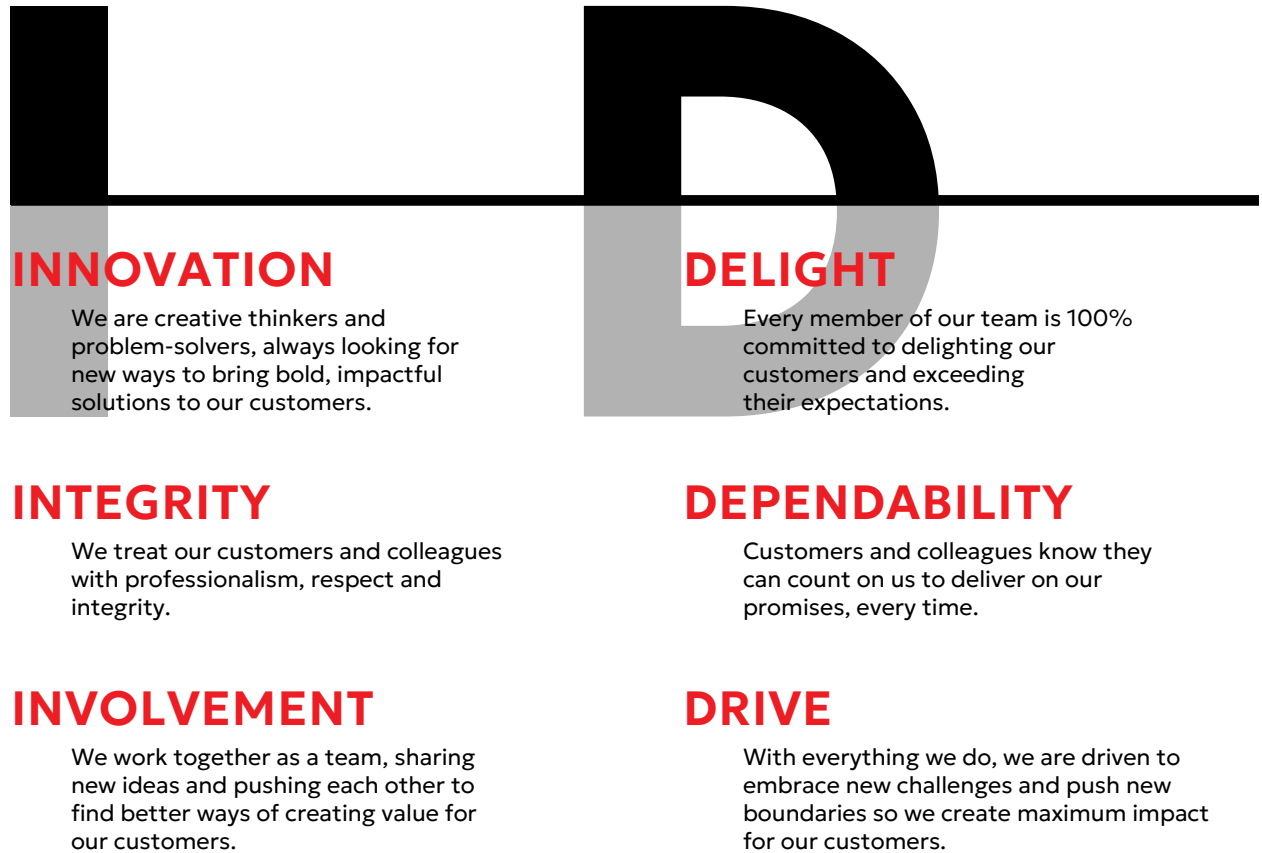 I D
INNOVATION
We are creative thinkers and
problem-solvers, always looking for
new ways to bring bold, impactful
solutions to our customers.
INTEGRITY
We treat our customers and colleagues
with professionalism, respect and
integrity.
INVOLVEMENT
We work together as a team, sharing
new ideas and pushing each other to
find better ways of creating value for
our customers.
DELIGHT
Every member of our team is 100%
committed to delighting our
customers and exceeding
their expectations.
DEPENDABILITY
Customers and colleagues know they
can count on us to deliver on our
promises, every time.
DRIVE
With everything we do, we are driven to
embrace new challenges and push new
boundaries so we create maximum impact
for our customers.